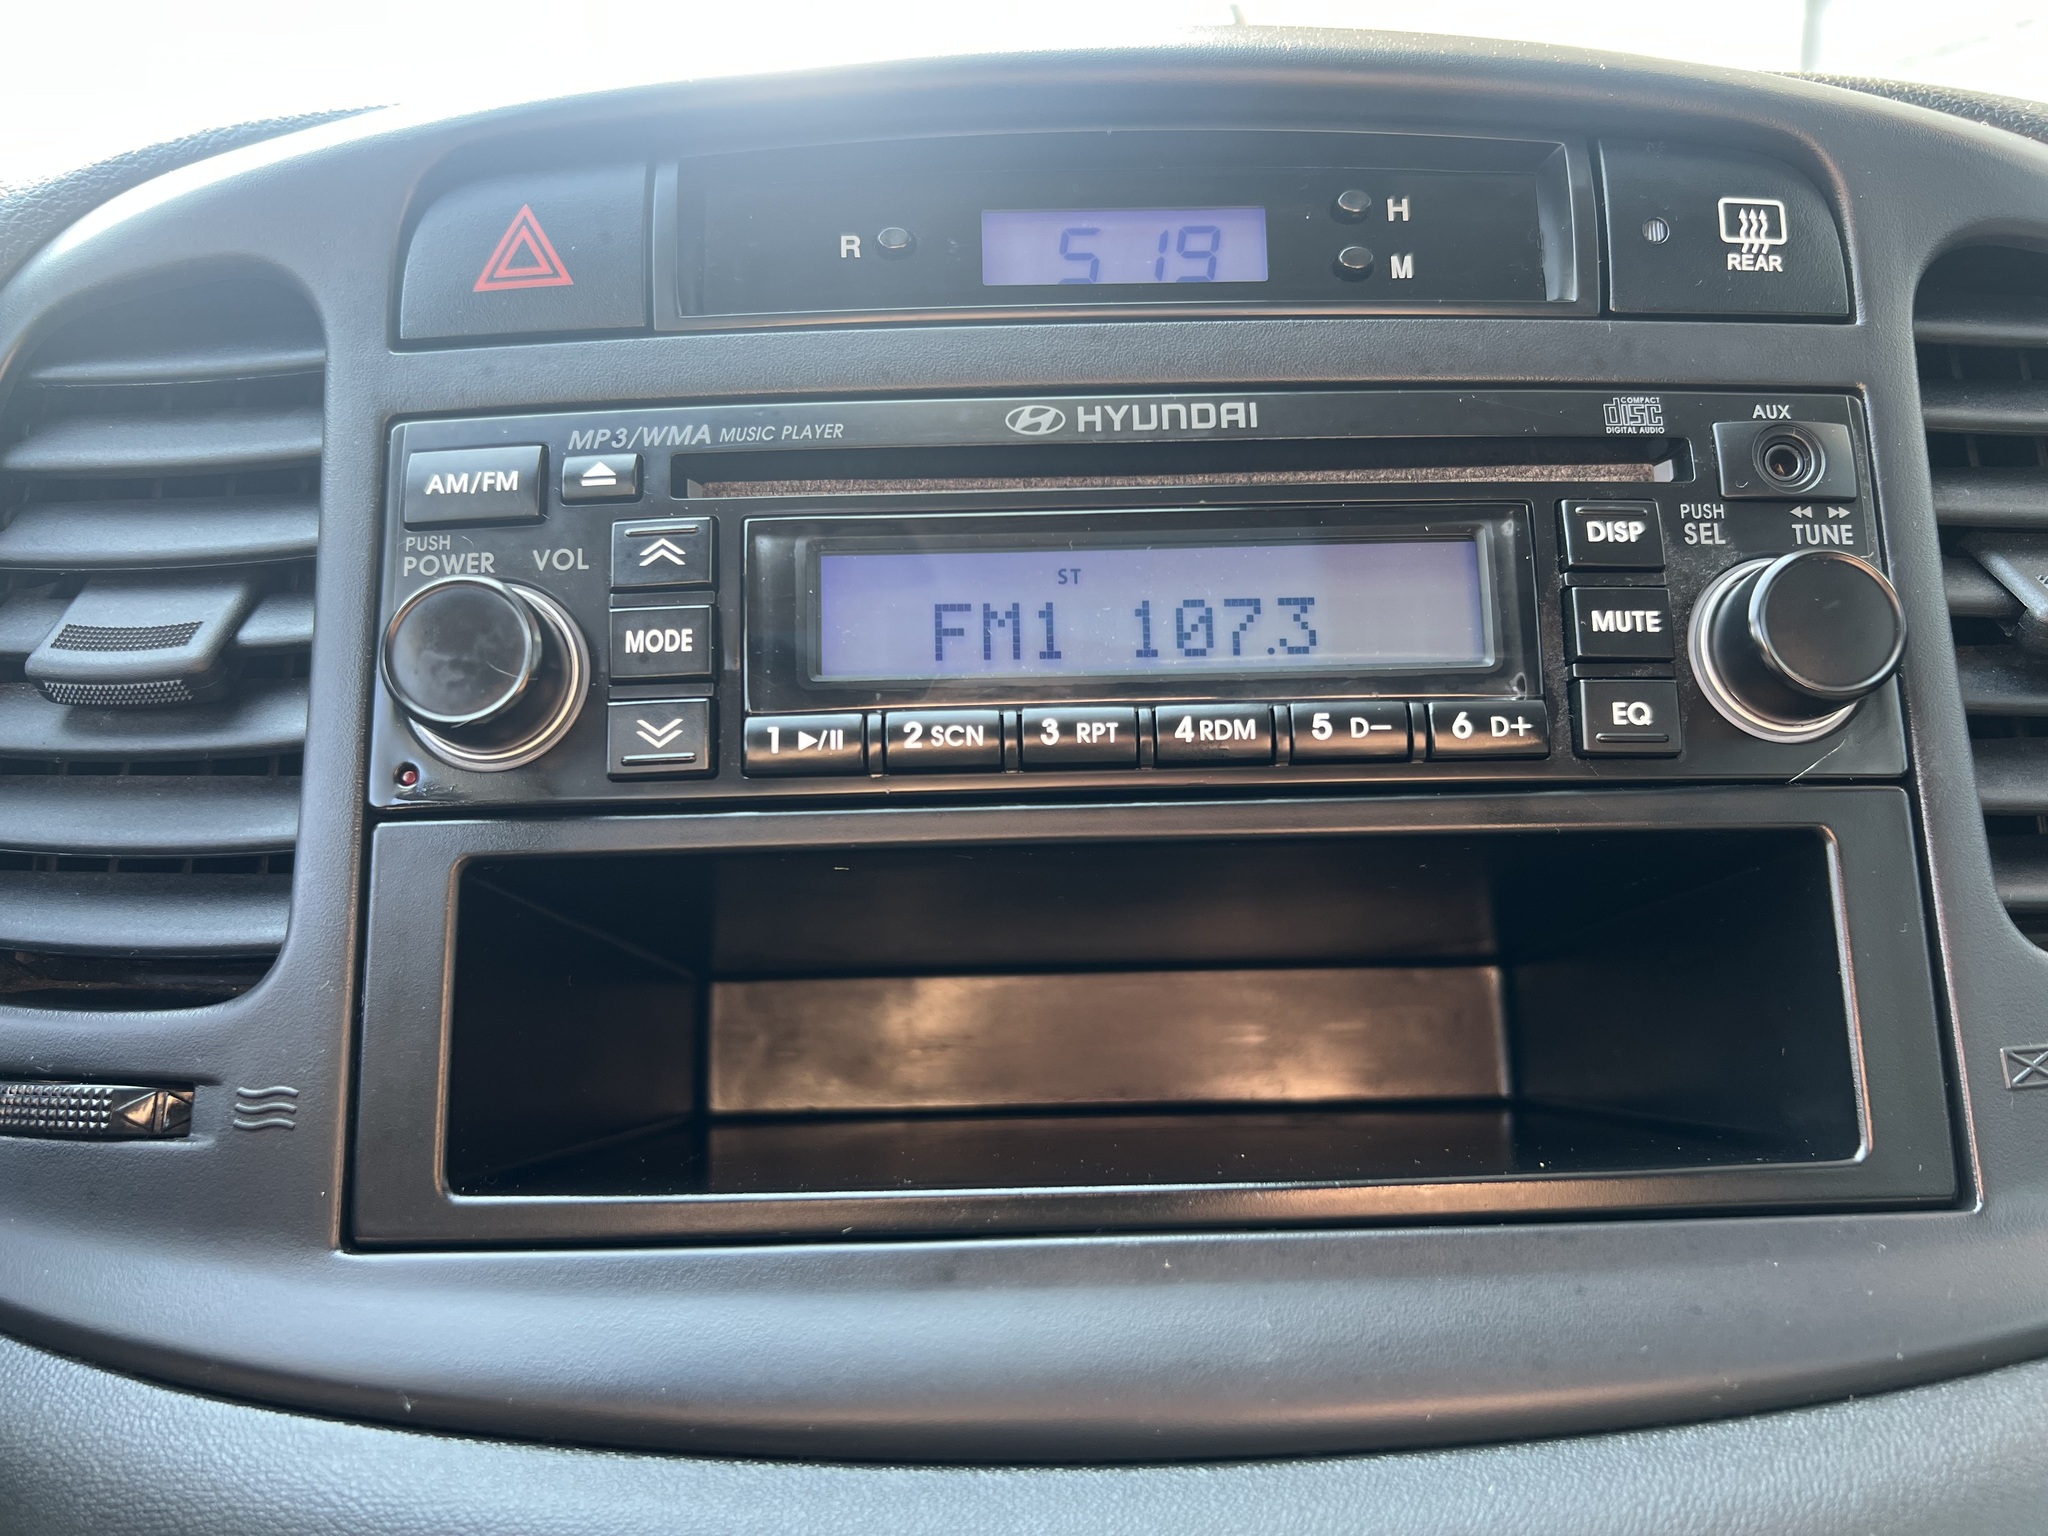 R
5 19
H
M
REAR
MP3/WMA MUSIC PLAYER
HYUNDAI
COMPACT
disc
DIGITAL AUDIO
AUX
AM/FM
PUSH
POWER
VOL
MODE
ST
FM1 107.3
DISP
MUTE
EQ
PUSH
SEL
TUNE
1
2 SCN
3 RPT
4 RDM
5 D-
6 D+